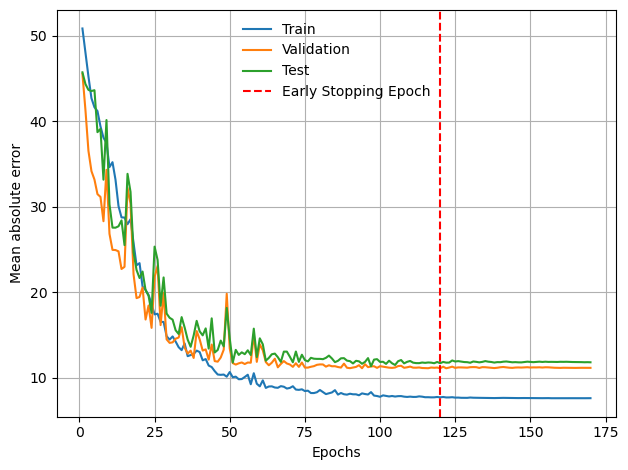 Train
Validation
Test
Early Stopping Epoch
Mean absolute error
50
40
30
20
10
0
25
50
75
100
125
150
175
Epochs